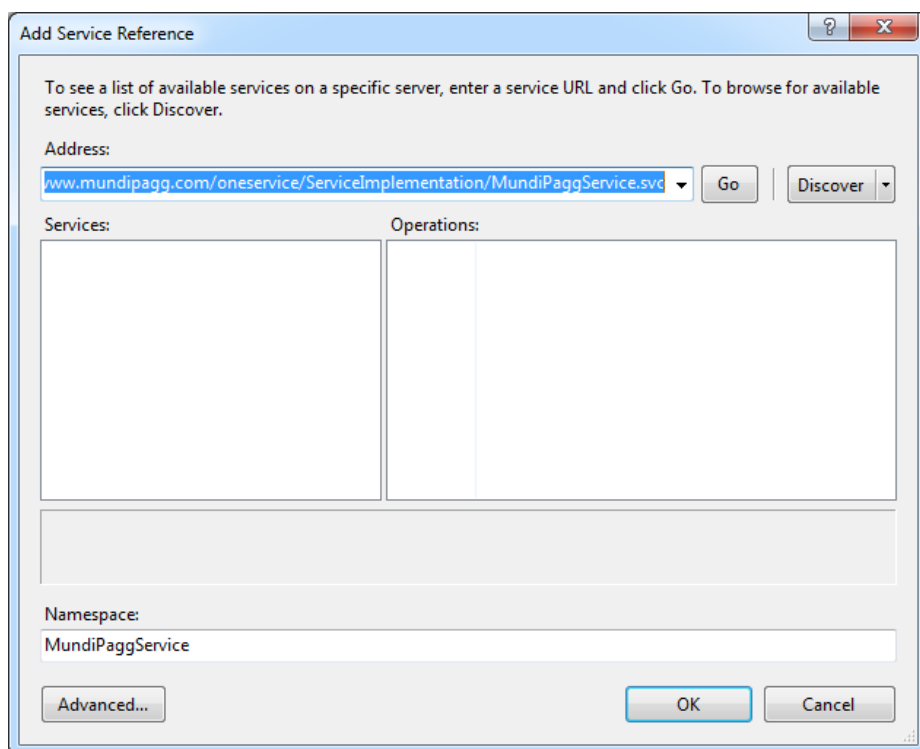 Add Service Reference
To see a list of available services on a specific server, enter a service URL and click Go. To browse for available
services, click Discover.
Address:
www.mundipagg.com/oneservice/ServiceImplementation/MundiPaggService.svc
Go
Discover
Services:
Operations:
Namespace:
MundiPaggService
Advanced...
OK
Cancel